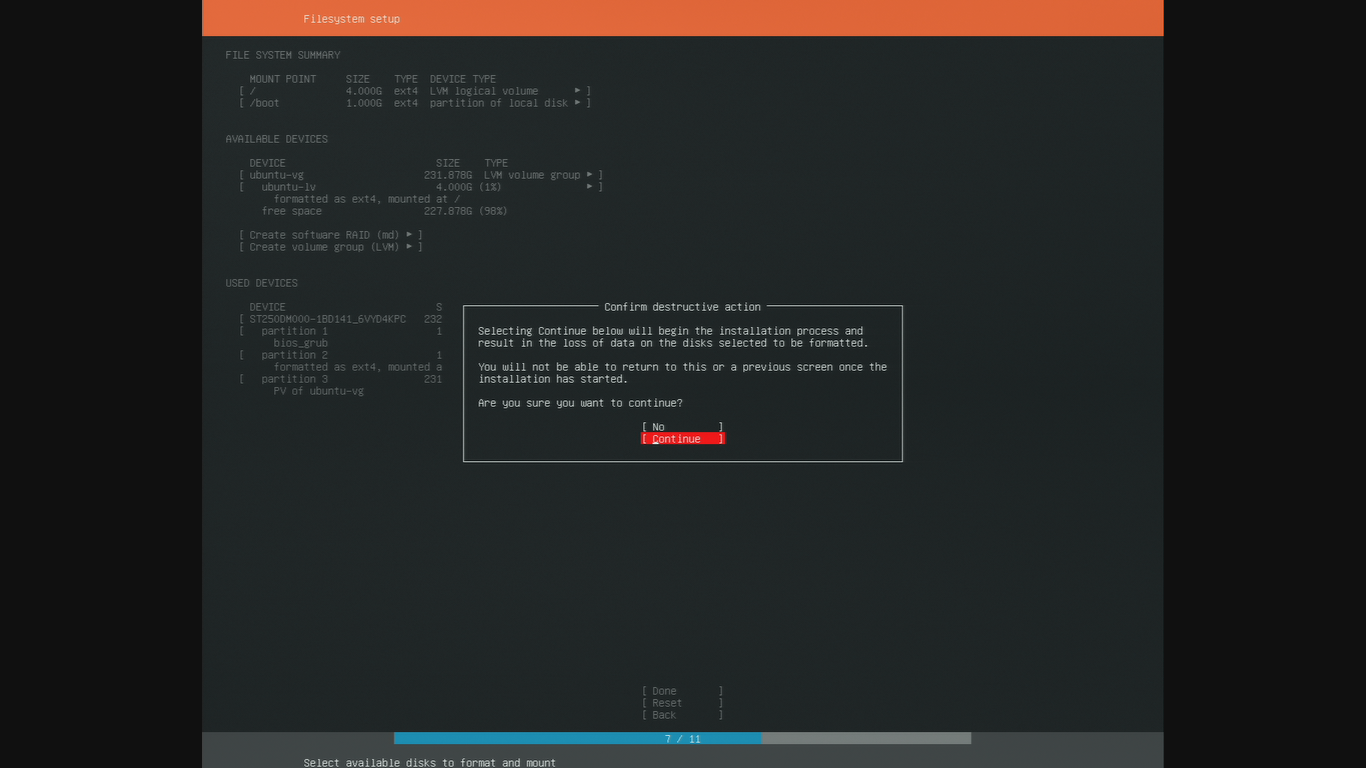 Filesystem setup
FILE SYSTEM SUMMARY
MOUNT POINT SIZE TYPE DEVICE TYPE
[ / 4.000G ext4 LVM logical volume ▸ ]
[ /boot 1.000G ext4 partition of local disk ▸ ]
AVAILABLE DEVICES
DEVICE SIZE TYPE
[ ubuntu-vg 231.878G LVM volume group ▸ ]
[ ubuntu-lv 4.000G (1%) ▸ ]
formatted as ext4, mounted at /
free space 227.878G (98%)
[ Create software RAID (md) ▸ ]
[ Create volume group (LVM) ▸ ]
USED DEVICES
DEVICE S
[ ST250DM000-1BD141_6VYD4KPC 232
[ partition 1 1
bios_grub
[ partition 2 1
formatted as ext4, mounted a
[ partition 3 231
PV of ubuntu-vg
Confirm destructive action
Selecting Continue below will begin the installation process and
result in the loss of data on the disks selected to be formatted.
You will not be able to return to this or a previous screen once the
installation has started.
Are you sure you want to continue?
[ No ]
[ Continue ]
[ Done ]
[ Reset ]
[ Back ]
7 / 11
Select available disks to format and mount